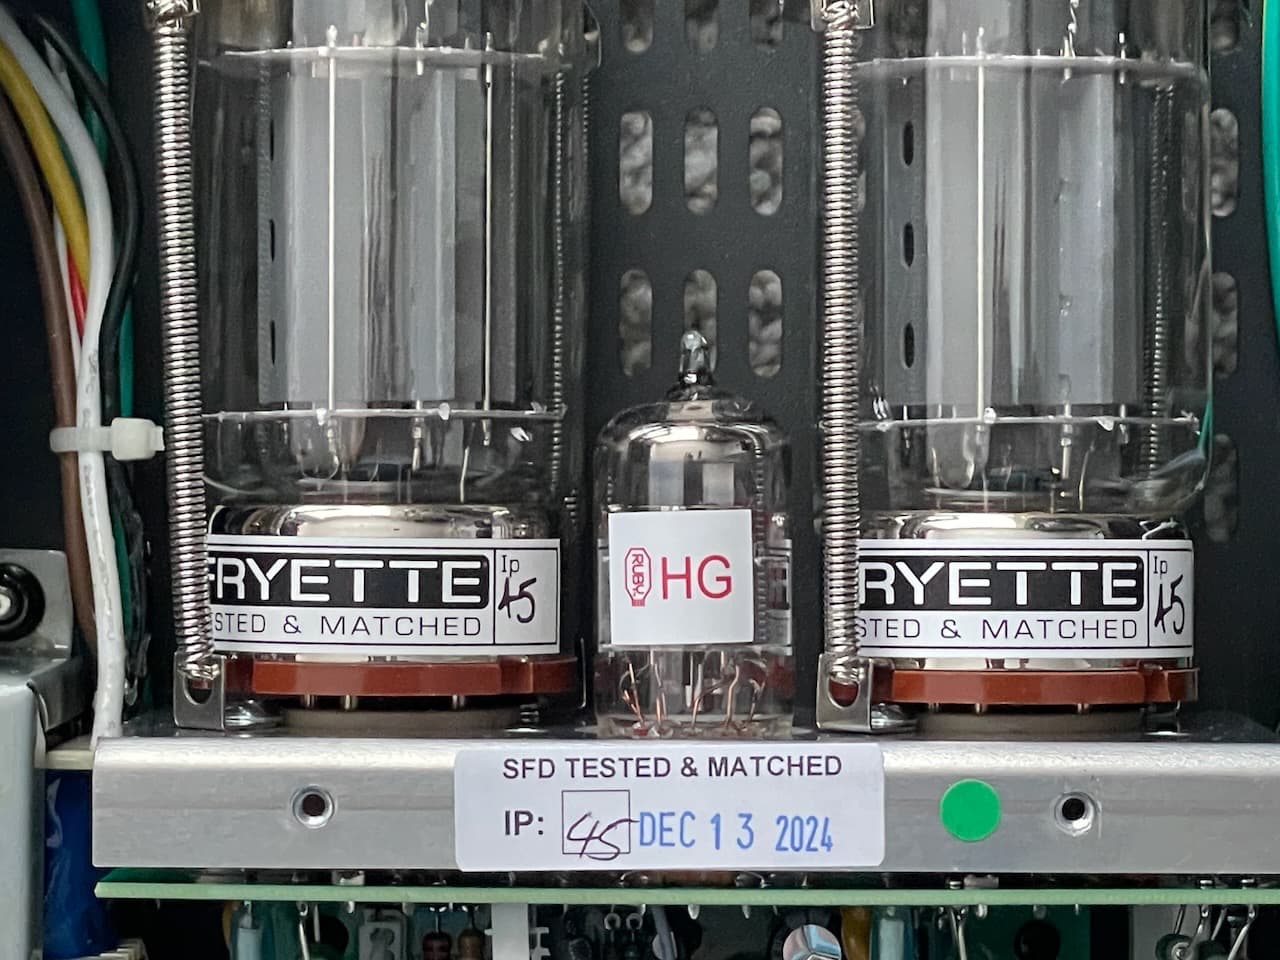 FRYETTE Ip 45
STED & MATCHED
RUBY HG
RYETTE Ip 45
STED & MATCHED
SFD TESTED & MATCHED
IP: 45 DEC 13 2024